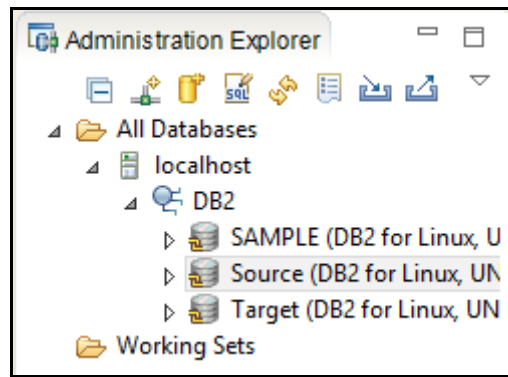 Administration Explorer
SQL
All Databases
localhost
DB2
SAMPLE (DB2 for Linux, U
Source (DB2 for Linux, UN
Target (DB2 for Linux, UN
Working Sets